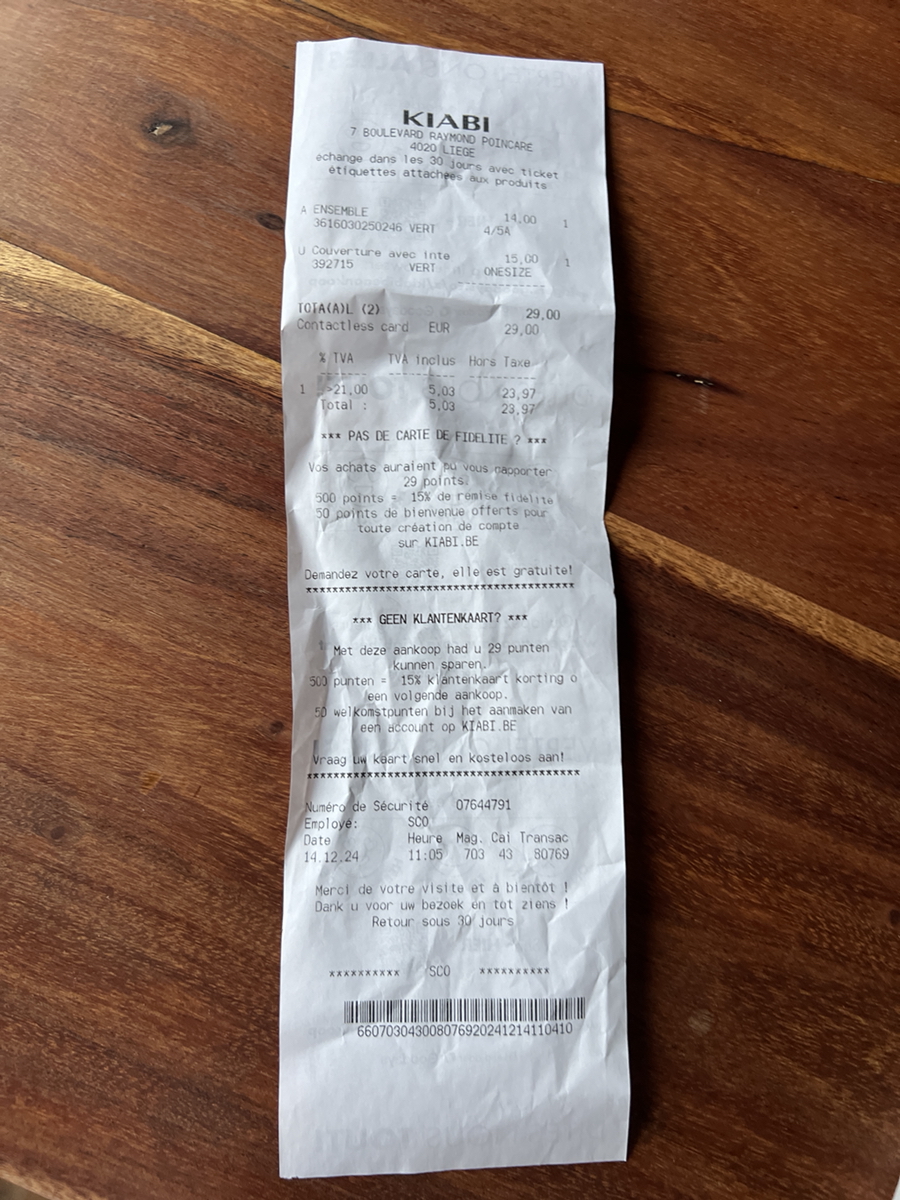 KIABI
7 BOULEVARD RAYMOND POINCARE
4020 LIEGE
echange dans les 30 jours avec ticket
étiquettes attachées aux produits
A ENSEMBLE 14,00 1
3616030250246 VERT 4/5A
U Couverture avec inte 15,00 1
392715 VERT ONESIZE
--------------
TOTA(A)L (2) 29,00
Contactless card EUR 29,00
% TVA TVA inclus Hors Taxe
1 ->21,00 5,03 23,97
Total : 5,03 23,97
*** PAS DE CARTE DE FIDELITE ? ***
Vos achats auraient pu vous rapporter
29 points.
500 points = 15% de remise fidelite
50 points de bienvenue offerts pour
toute création de compte
sur KIABI.BE
Demandez votre carte, elle est gratuite!
****************************************
*** GEEN KLANTENKAART? ***
Met deze aankoop had u 29 punten
kunnen sparen.
500 punten = 15% klantenkaart korting o
een volgende aankoop.
50 welkomstpunten bij het aanmaken van
een account op KIABI.BE
Vraag uw kaart snel en kosteloos aan!
****************************************
Numéro de Sécurité 07644791
Employé: SCO
Date Heure Mag. Cai Transac
14.12.24 11:05 703 43 80769
Merci de votre visite et à bientôt !
Dank u voor uw bezoek en tot ziens !
Retour sous 30 jours
********** SCO **********
660703043008076920241214110410